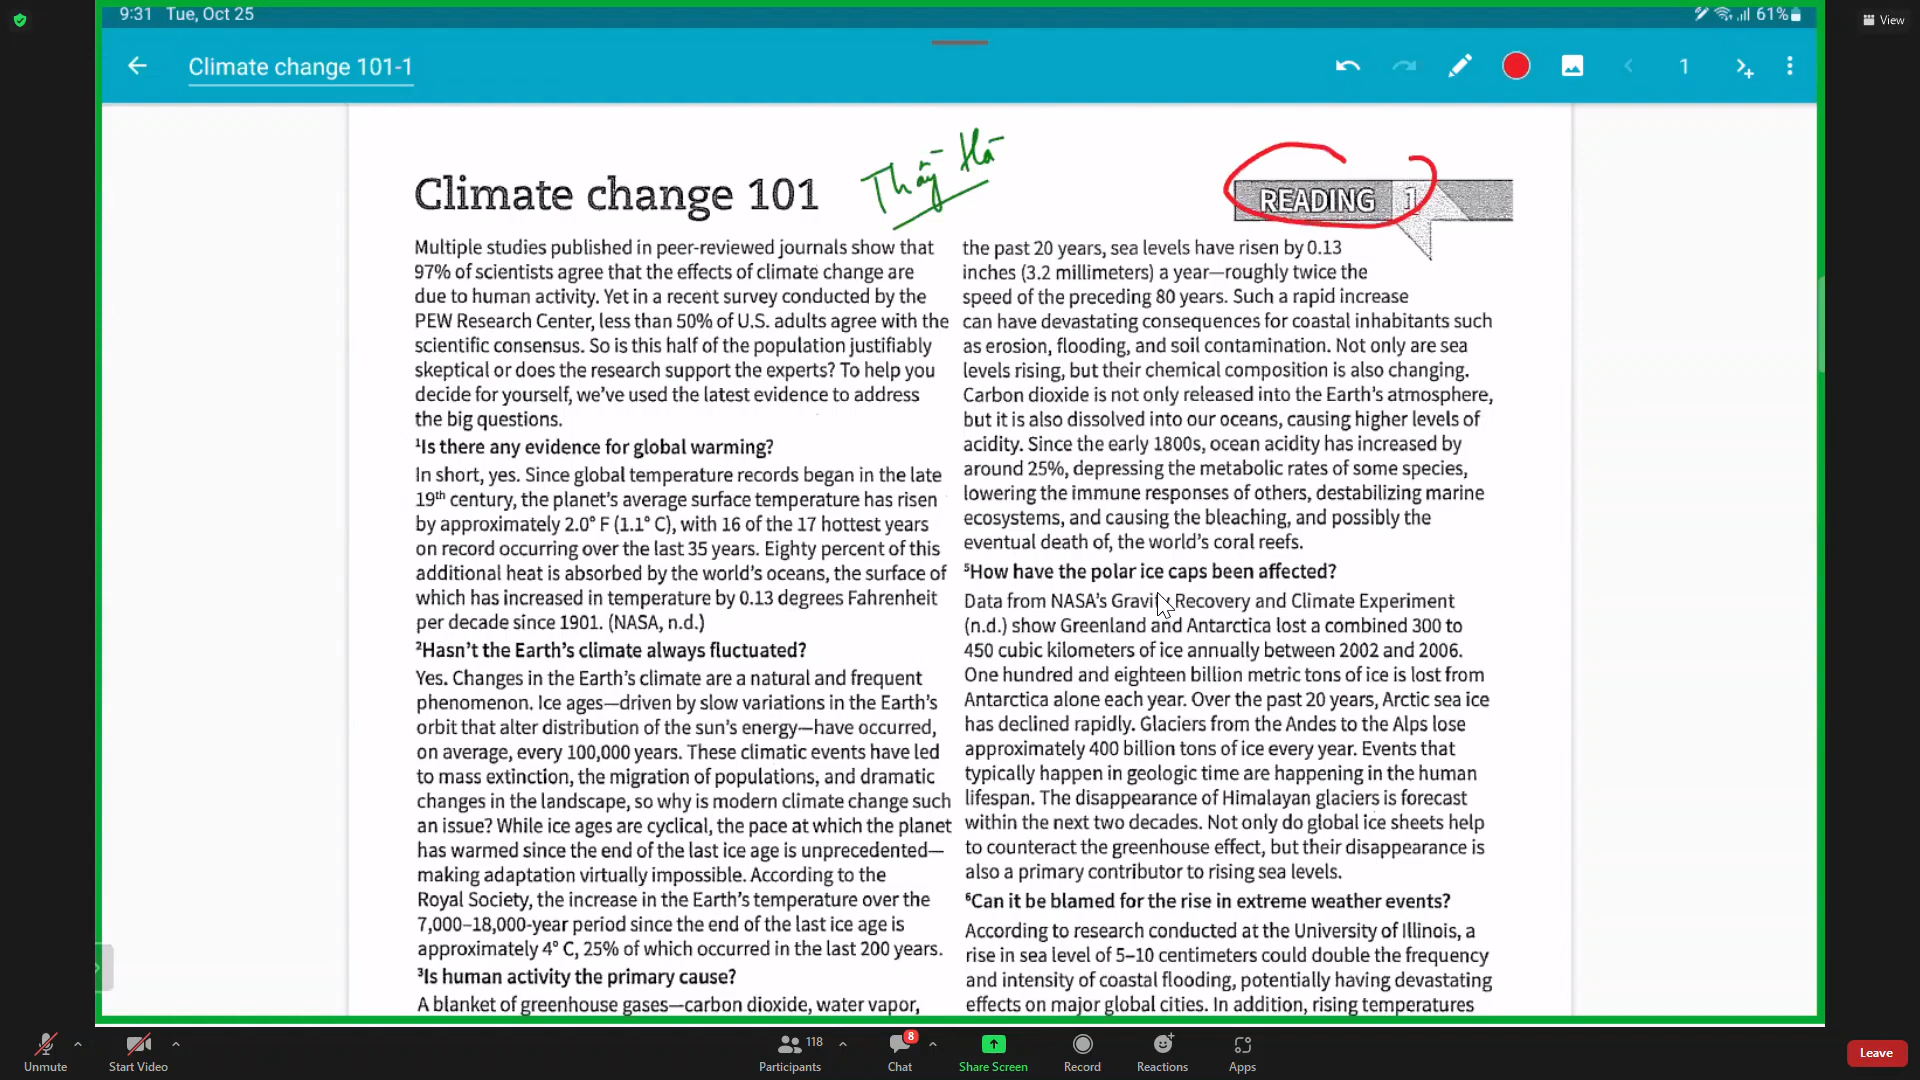 9:31 Tue, Oct 25
61%
View
Climate change 101-1
1
Climate change 101
Thầy Hà
READING 1
Multiple studies published in peer-reviewed journals show that
97% of scientists agree that the effects of climate change are
due to human activity. Yet in a recent survey conducted by the
PEW Research Center, less than 50% of U.S. adults agree with the
scientific consensus. So is this half of the population justifiably
skeptical or does the research support the experts? To help you
decide for yourself, we've used the latest evidence to address
the big questions.
¹Is there any evidence for global warming?
In short, yes. Since global temperature records began in the late
19th century, the planet's average surface temperature has risen
by approximately 2.0° F (1.1° C), with 16 of the 17 hottest years
on record occurring over the last 35 years. Eighty percent of this
additional heat is absorbed by the world's oceans, the surface of
which has increased in temperature by 0.13 degrees Fahrenheit
per decade since 1901. (NASA, n.d.)
²Hasn't the Earth's climate always fluctuated?
Yes. Changes in the Earth's climate are a natural and frequent
phenomenon. Ice ages—driven by slow variations in the Earth's
orbit that alter distribution of the sun's energy—have occurred,
on average, every 100,000 years. These climatic events have led
to mass extinction, the migration of populations, and dramatic
changes in the landscape, so why is modern climate change such
an issue? While ice ages are cyclical, the pace at which the planet
has warmed since the end of the last ice age is unprecedented—
making adaptation virtually impossible. According to the
Royal Society, the increase in the Earth's temperature over the
7,000–18,000-year period since the end of the last ice age is
approximately 4° C, 25% of which occurred in the last 200 years.
³Is human activity the primary cause?
A blanket of greenhouse gases—carbon dioxide, water vapor,
the past 20 years, sea levels have risen by 0.13
inches (3.2 millimeters) a year—roughly twice the
speed of the preceding 80 years. Such a rapid increase
can have devastating consequences for coastal inhabitants such
as erosion, flooding, and soil contamination. Not only are sea
levels rising, but their chemical composition is also changing.
Carbon dioxide is not only released into the Earth's atmosphere,
but it is also dissolved into our oceans, causing higher levels of
acidity. Since the early 1800s, ocean acidity has increased by
around 25%, depressing the metabolic rates of some species,
lowering the immune responses of others, destabilizing marine
ecosystems, and causing the bleaching, and possibly the
eventual death of, the world's coral reefs.
⁵How have the polar ice caps been affected?
Data from NASA's Gravity Recovery and Climate Experiment
(n.d.) show Greenland and Antarctica lost a combined 300 to
450 cubic kilometers of ice annually between 2002 and 2006.
One hundred and eighteen billion metric tons of ice is lost from
Antarctica alone each year. Over the past 20 years, Arctic sea ice
has declined rapidly. Glaciers from the Andes to the Alps lose
approximately 400 billion tons of ice every year. Events that
typically happen in geologic time are happening in the human
lifespan. The disappearance of Himalayan glaciers is forecast
within the next two decades. Not only do global ice sheets help
to counteract the greenhouse effect, but their disappearance is
also a primary contributor to rising sea levels.
⁶Can it be blamed for the rise in extreme weather events?
According to research conducted at the University of Illinois, a
rise in sea level of 5–10 centimeters could double the frequency
and intensity of coastal flooding, potentially having devastating
effects on major global cities. In addition, rising temperatures
Unmute
Start Video
118
Participants
8
Chat
Share Screen
Record
Reactions
Apps
Leave